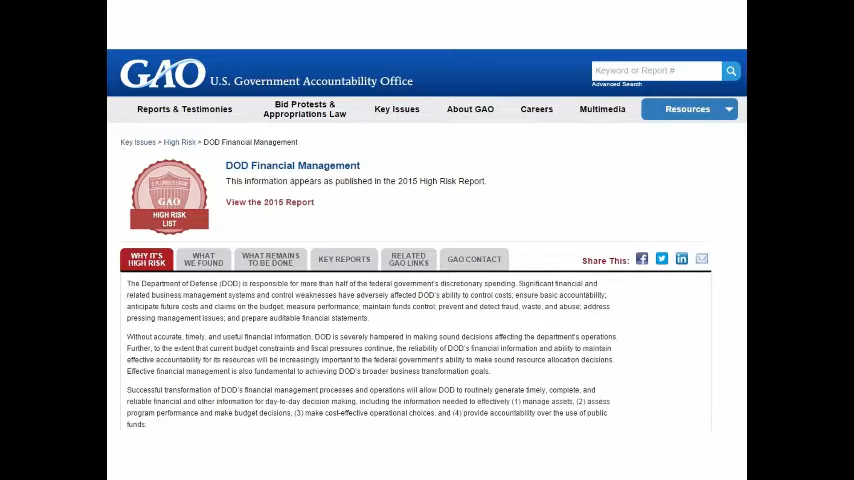 GAO U.S. Government Accountability Office
Keyword or Report #
Advanced Search
Reports & Testimonies
Bid Protests &
Appropriations Law
Key Issues
About GAO
Careers
Multimedia
Resources
Key Issues > High Risk > DOD Financial Management
DOD Financial Management
This information appears as published in the 2015 High Risk Report.
View the 2015 Report
E PLURIBUS UNUM
GAO
HIGH RISK
LIST
WHY IT'S
HIGH RISK
WHAT
WE FOUND
WHAT REMAINS
TO BE DONE
KEY REPORTS
RELATED
GAO LINKS
GAO CONTACT
Share This:
The Department of Defense (DOD) is responsible for more than half of the federal government's discretionary spending. Significant financial and
related business management systems and control weaknesses have adversely affected DOD's ability to control costs; ensure basic accountability;
anticipate future costs and claims on the budget; measure performance; maintain funds control; prevent and detect fraud, waste, and abuse; address
pressing management issues; and prepare auditable financial statements.
Without accurate, timely, and useful financial information, DOD is severely hampered in making sound decisions affecting the department's operations.
Further, to the extent that current budget constraints and fiscal pressures continue, the reliability of DOD's financial information and ability to maintain
effective accountability for its resources will be increasingly important to the federal government's ability to make sound resource allocation decisions.
Effective financial management is also fundamental to achieving DOD's broader business transformation goals.
Successful transformation of DOD's financial management processes and operations will allow DOD to routinely generate timely, complete, and
reliable financial and other information for day-to-day decision making, including the information needed to effectively (1) manage assets, (2) assess
program performance and make budget decisions, (3) make cost-effective operational choices, and (4) provide accountability over the use of public
funds.